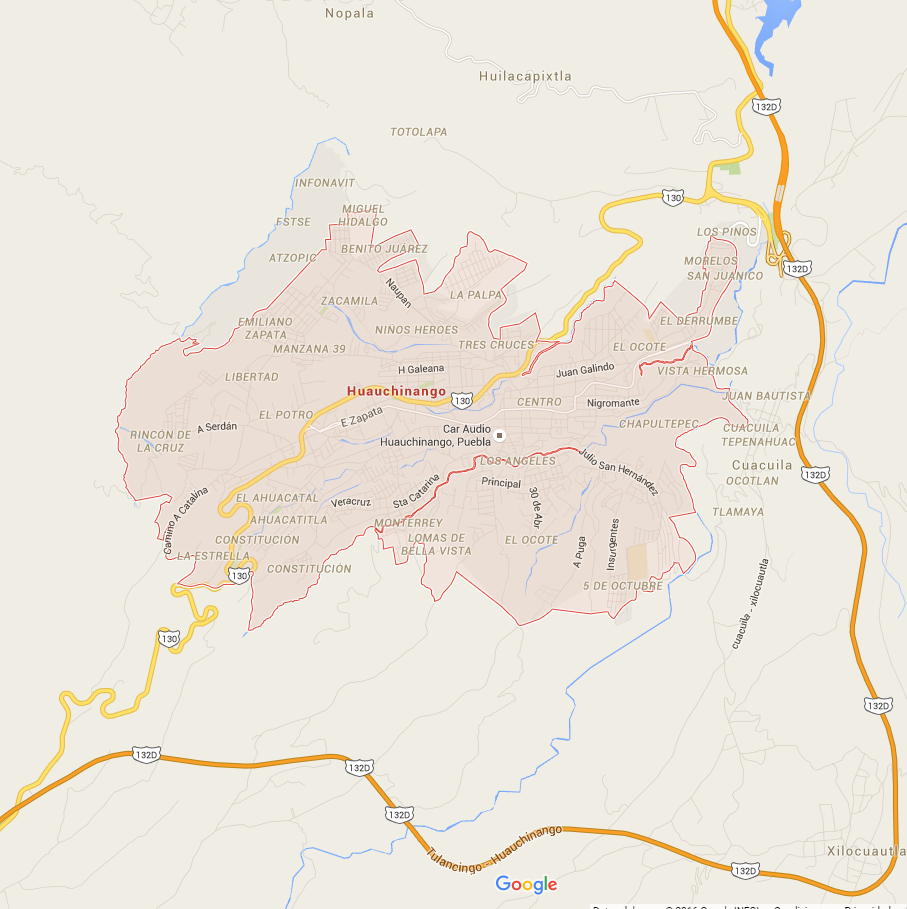 Nopala
Huilacapixtla
132D
TOTOLAPA
INFONAVIT
130
MIGUEL
HIDALGO
FSTSE
LOS PINOS
BENITO JUÁREZ
ATZOPIC
MORELOS
SAN JUANICO
132D
Naupan
LA PALPA
ZACAMILA
EMILIANO
ZAPATA
NIÑOS HEROES
EL DERRUMBE
MANZANA 39
TRES CRUCES
EL OCOTE
H Galeana
Juan Galindo
VISTA HERMOSA
LIBERTAD
Huauchinango
130
CENTRO
Nigromante
JUAN BAUTISTA
EL POTRO
E Zapata
A Serdán
Car Audio
Huauchinango, Puebla
CHAPULTEPEC
CUACUILA
TEPENAHUAC
RINCÓN DE
LA CRUZ
LOS ANGELES
Julio San Hernández
Cuacuila
132D
OCOTLAN
Principal
Sta Catarina
Veracruz
30 de Abr
EL AHUACATAL
Camino A Catalina
AHUACATITLA
MONTERREY
TLAMAYA
CONSTITUCIÓN
LOMAS DE
BELLA VISTA
EL OCOTE
A Puga
Insurgentes
LA ESTRELLA
CONSTITUCIÓN
130
5 DE OCTUBRE
cuacuila - xilocuautla
130
132D
132D
132D
132D
Tulancingo - Huauchinango
Xilocuautla
132D
Google